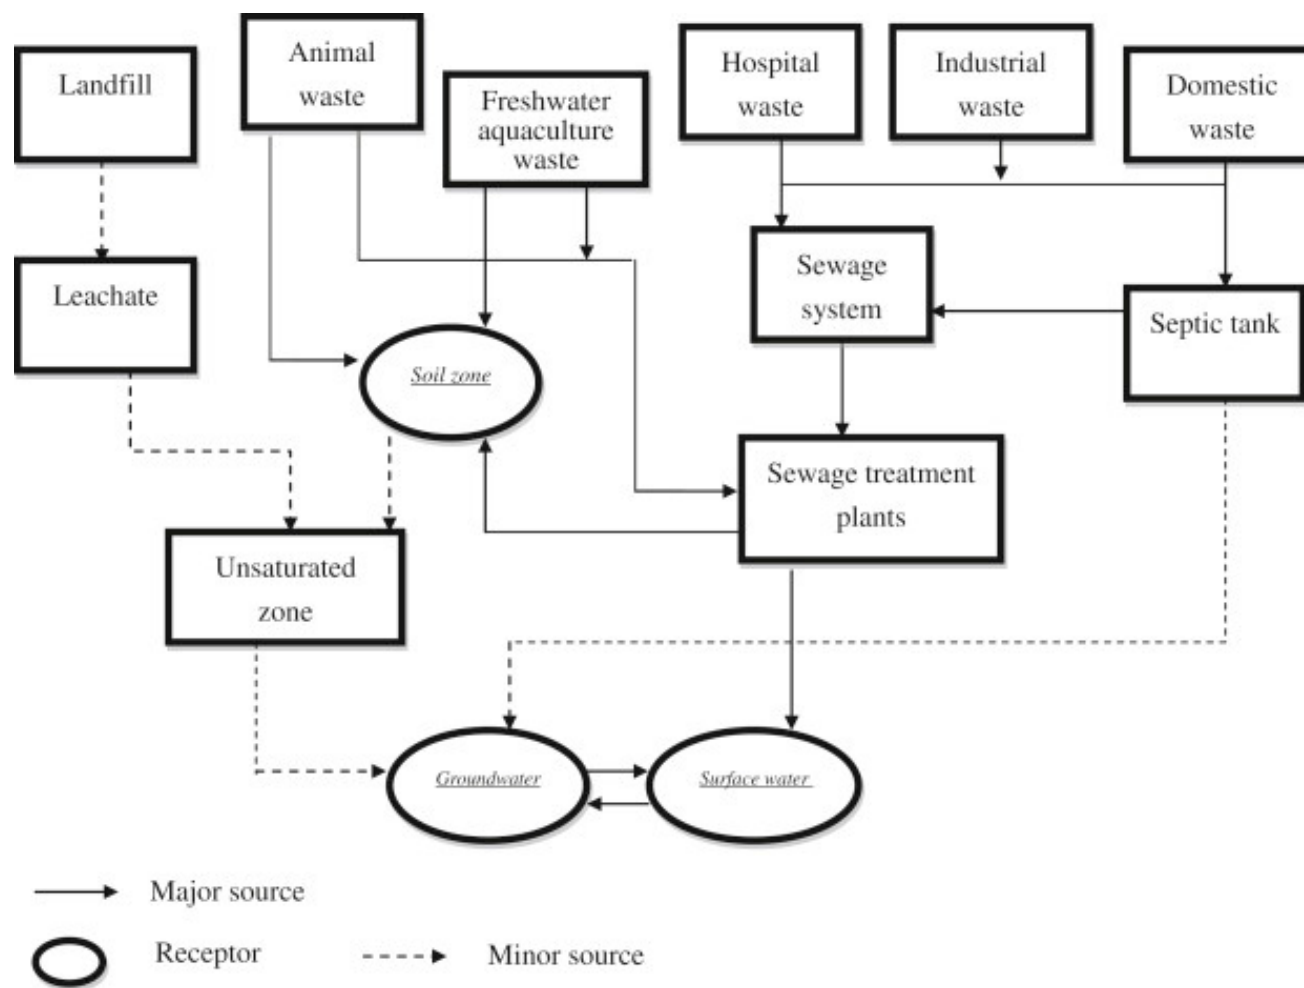 Landfill
Animal
waste
Freshwater
aquaculture
waste
Hospital
waste
Industrial
waste
Domestic
waste
Leachate
Sewage
system
Septic tank
Soil zone
Sewage treatment
plants
Unsaturated
zone
Groundwater
Surface water
Major source
Receptor
Minor source